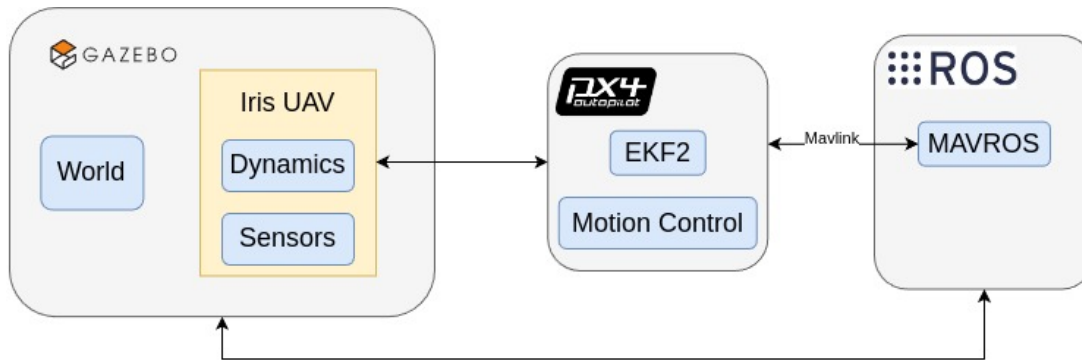 GAZEBO
Iris UAV
World
Dynamics
Sensors
PX4
autopilot
EKF2
Motion Control
Mavlink
ROS
MAVROS